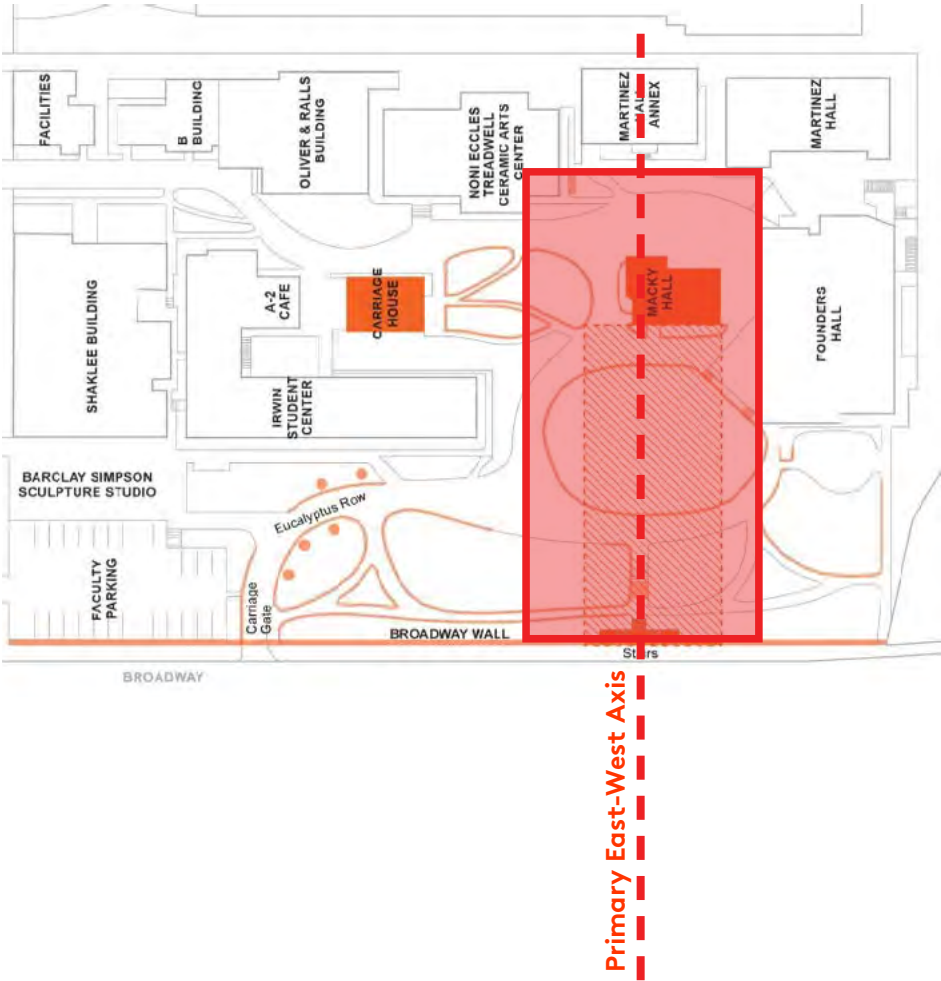 FACILITIES
B
BUILDING
OLIVER & RALLS
BUILDING
NONI ECCLES
TREADWELL
CERAMIC ARTS
CENTER
MARTINEZ
HALL
ANNEX
MARTINEZ
HALL
SHAKLEE BUILDING
A-2
CAFE
CARRIAGE
HOUSE
MACKY
HALL
FOUNDERS
HALL
IRWIN
STUDENT
CENTER
BARCLAY SIMPSON
SCULPTURE STUDIO
Eucalyptus Row
FACULTY
PARKING
Carriage
Gate
BROADWAY WALL
Stairs
BROADWAY
Primary East-West Axis